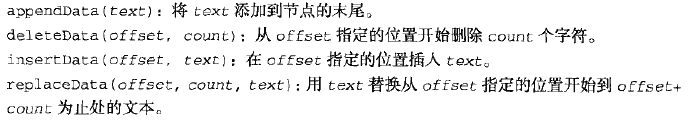 appendData(text)：将 text 添加到节点的末尾。
deleteData(offset, count)：从 offset 指定的位置开始删除 count 个字符。
insertData(offset, text)：在 offset 指定的位置插入 text。
replaceData(offset, count, text)：用 text 替换从 offset 指定的位置开始到 offset+
count 为止处的文本。